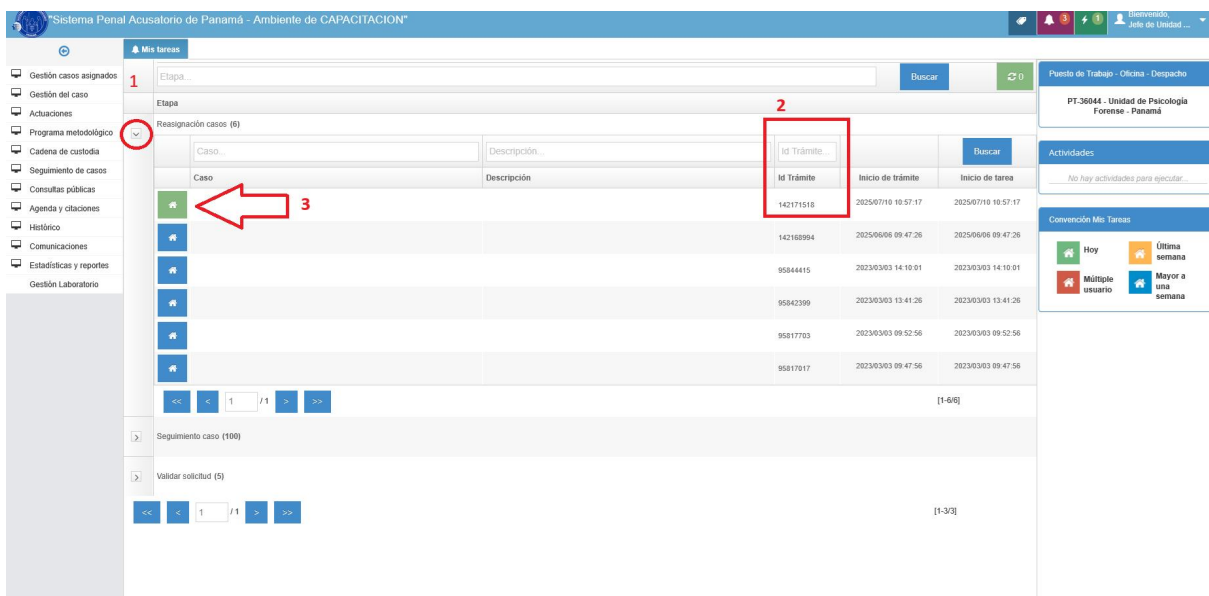 "Sistema Penal Acusatorio de Panamá - Ambiente de CAPACITACION"
3
1
Bienvenido,
Jefe de Unidad ...
Mis tareas
Gestión casos asignados
Gestión del caso
Actuaciones
Programa metodológico
Cadena de custodia
Seguimiento de casos
Consultas públicas
Agenda y citaciones
Histórico
Comunicaciones
Estadísticas y reportes
Gestión Laboratorio
1
Etapa...
Buscar
0
Etapa
2
Reasignación casos (6)
Caso...
Descripción...
Id Trámite...
Buscar
Caso
Descripción
Id Trámite
Inicio de trámite
Inicio de tarea
3
142171518
2025/07/10 10:57:17
2025/07/10 10:57:17
142168994
2025/06/06 09:47:26
2025/06/06 09:47:26
95844415
2023/03/03 14:10:01
2023/03/03 14:10:01
95842399
2023/03/03 13:41:26
2023/03/03 13:41:26
95817703
2023/03/03 09:52:56
2023/03/03 09:52:56
95817017
2023/03/03 09:47:56
2023/03/03 09:47:56
<< < 1 / 1 > >>
[1-6/6]
Seguimiento caso (100)
Validar solicitud (5)
<< < 1 / 1 > >>
[1-3/3]
Puesto de Trabajo - Oficina - Despacho
PT-36044 - Unidad de Psicología
Forense - Panamá
Actividades
No hay actividades para ejecutar...
Convención Mis Tareas
Hoy
Última
semana
Múltiple
usuario
Mayor a
una
semana